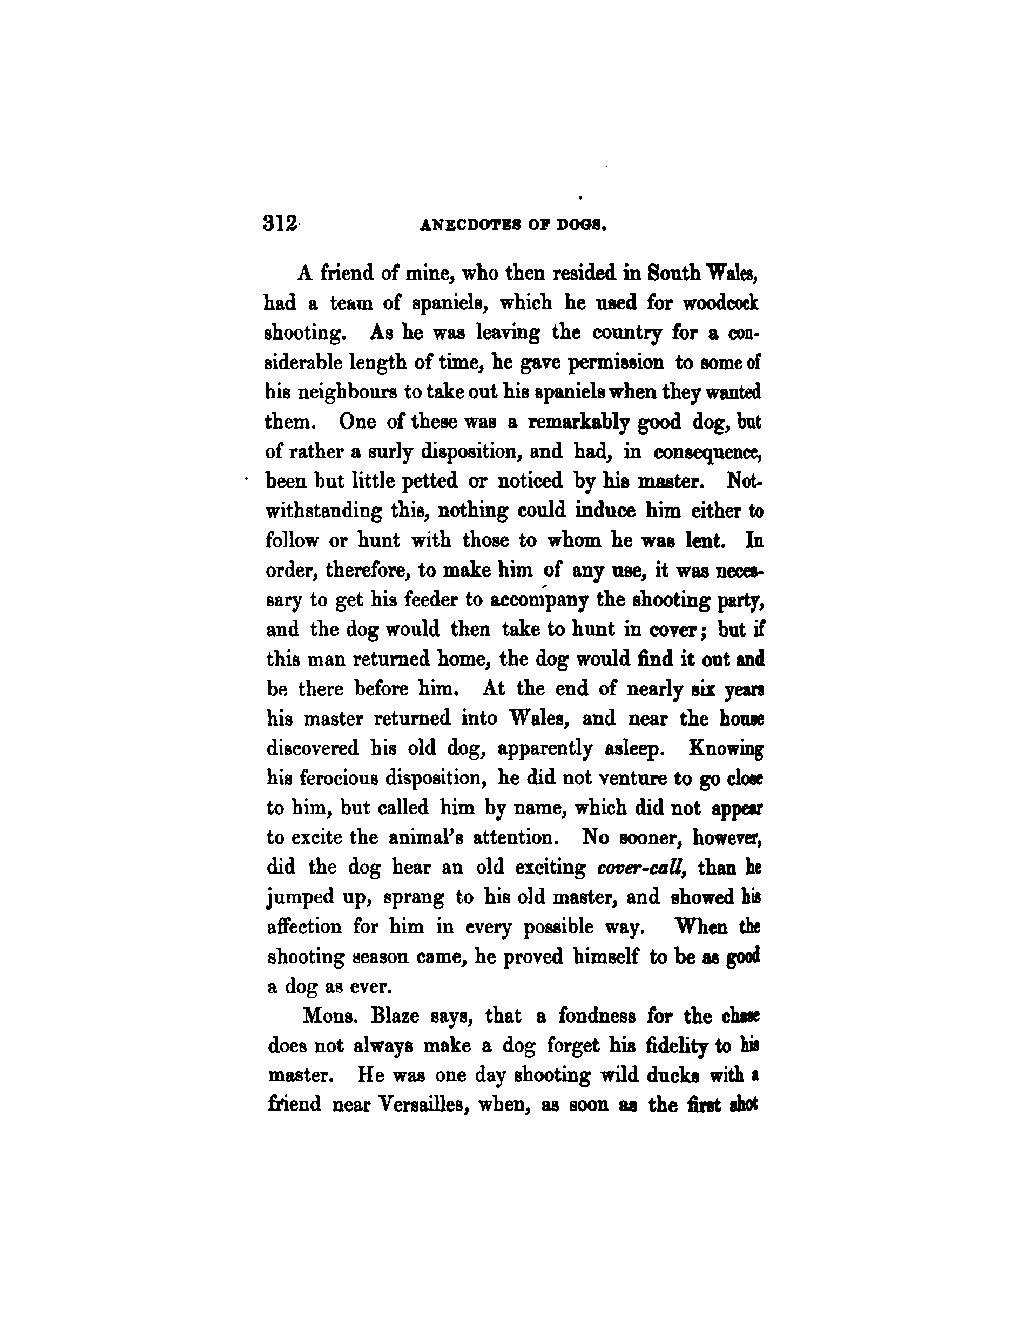 312 ANECDOTES OF DOGS.
A friend of mine, who then resided in South Wales,
had a team of spaniels, which he used for woodcock
shooting. As he was leaving the country for a con-
siderable length of time, he gave permission to some of
his neighbours to take out his spaniels when they wanted
them. One of these was a remarkably good dog, but
of rather a surly disposition, and had, in consequence,
been but little petted or noticed by his master. Not-
withstanding this, nothing could induce him either to
follow or hunt with those to whom he was lent. In
order, therefore, to make him of any use, it was neces-
sary to get his feeder to accompany the shooting party,
and the dog would then take to hunt in cover; but if
this man returned home, the dog would find it out and
be there before him. At the end of nearly six years
his master returned into Wales, and near the house
discovered his old dog, apparently asleep. Knowing
his ferocious disposition, he did not venture to go close
to him, but called him by name, which did not appear
to excite the animal's attention. No sooner, however,
did the dog hear an old exciting cover-call, than he
jumped up, sprang to his old master, and showed his
affection for him in every possible way. When the
shooting season came, he proved himself to be as good
a dog as ever.
Mons. Blaze says, that a fondness for the chase
does not always make a dog forget his fidelity to his
master. He was one day shooting wild ducks with a
friend near Versailles, when, as soon as the first shot